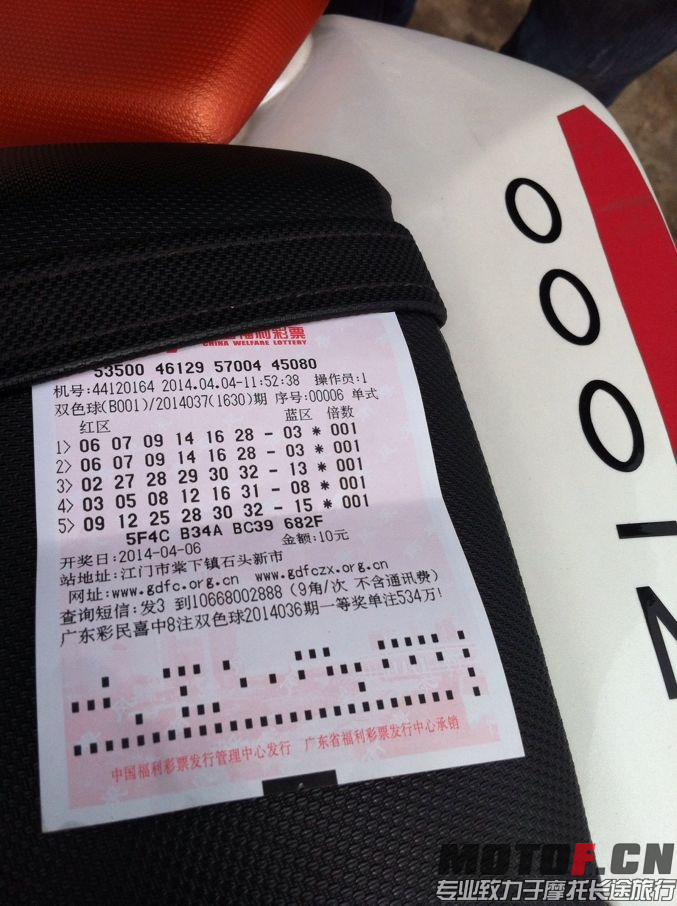 CHINA WELFARE LOTTERY
53500 46129 57004 45080
机号:44120164 2014.04.04-11:52:38 操作员:1
双色球(B001)/2014037(1630)期 序号:00006 单式
红区 蓝区 倍数
1> 06 07 09 14 16 28 - 03 * 001
2> 06 07 09 14 16 28 - 03 * 001
3> 02 27 28 29 30 32 - 13 * 001
4> 03 05 08 12 16 31 - 08 * 001
5> 09 12 25 28 30 32 - 15 * 001
5F4C B34A BC39 682F
开奖日:2014-04-06 金额:10元
站地址:江门市棠下镇石头新市
网址:www.gdfc.org.cn www.gdfczx.org.cn
查询短信:发3 到10668002888 (9角/次 不含通讯费)
广东彩民喜中8注双色球2014036期一等奖单注534万!
中国福利彩票发行管理中心发行 广东省福利彩票发行中心承销
000
MOTOF.CN
专业致力于摩托长途旅行